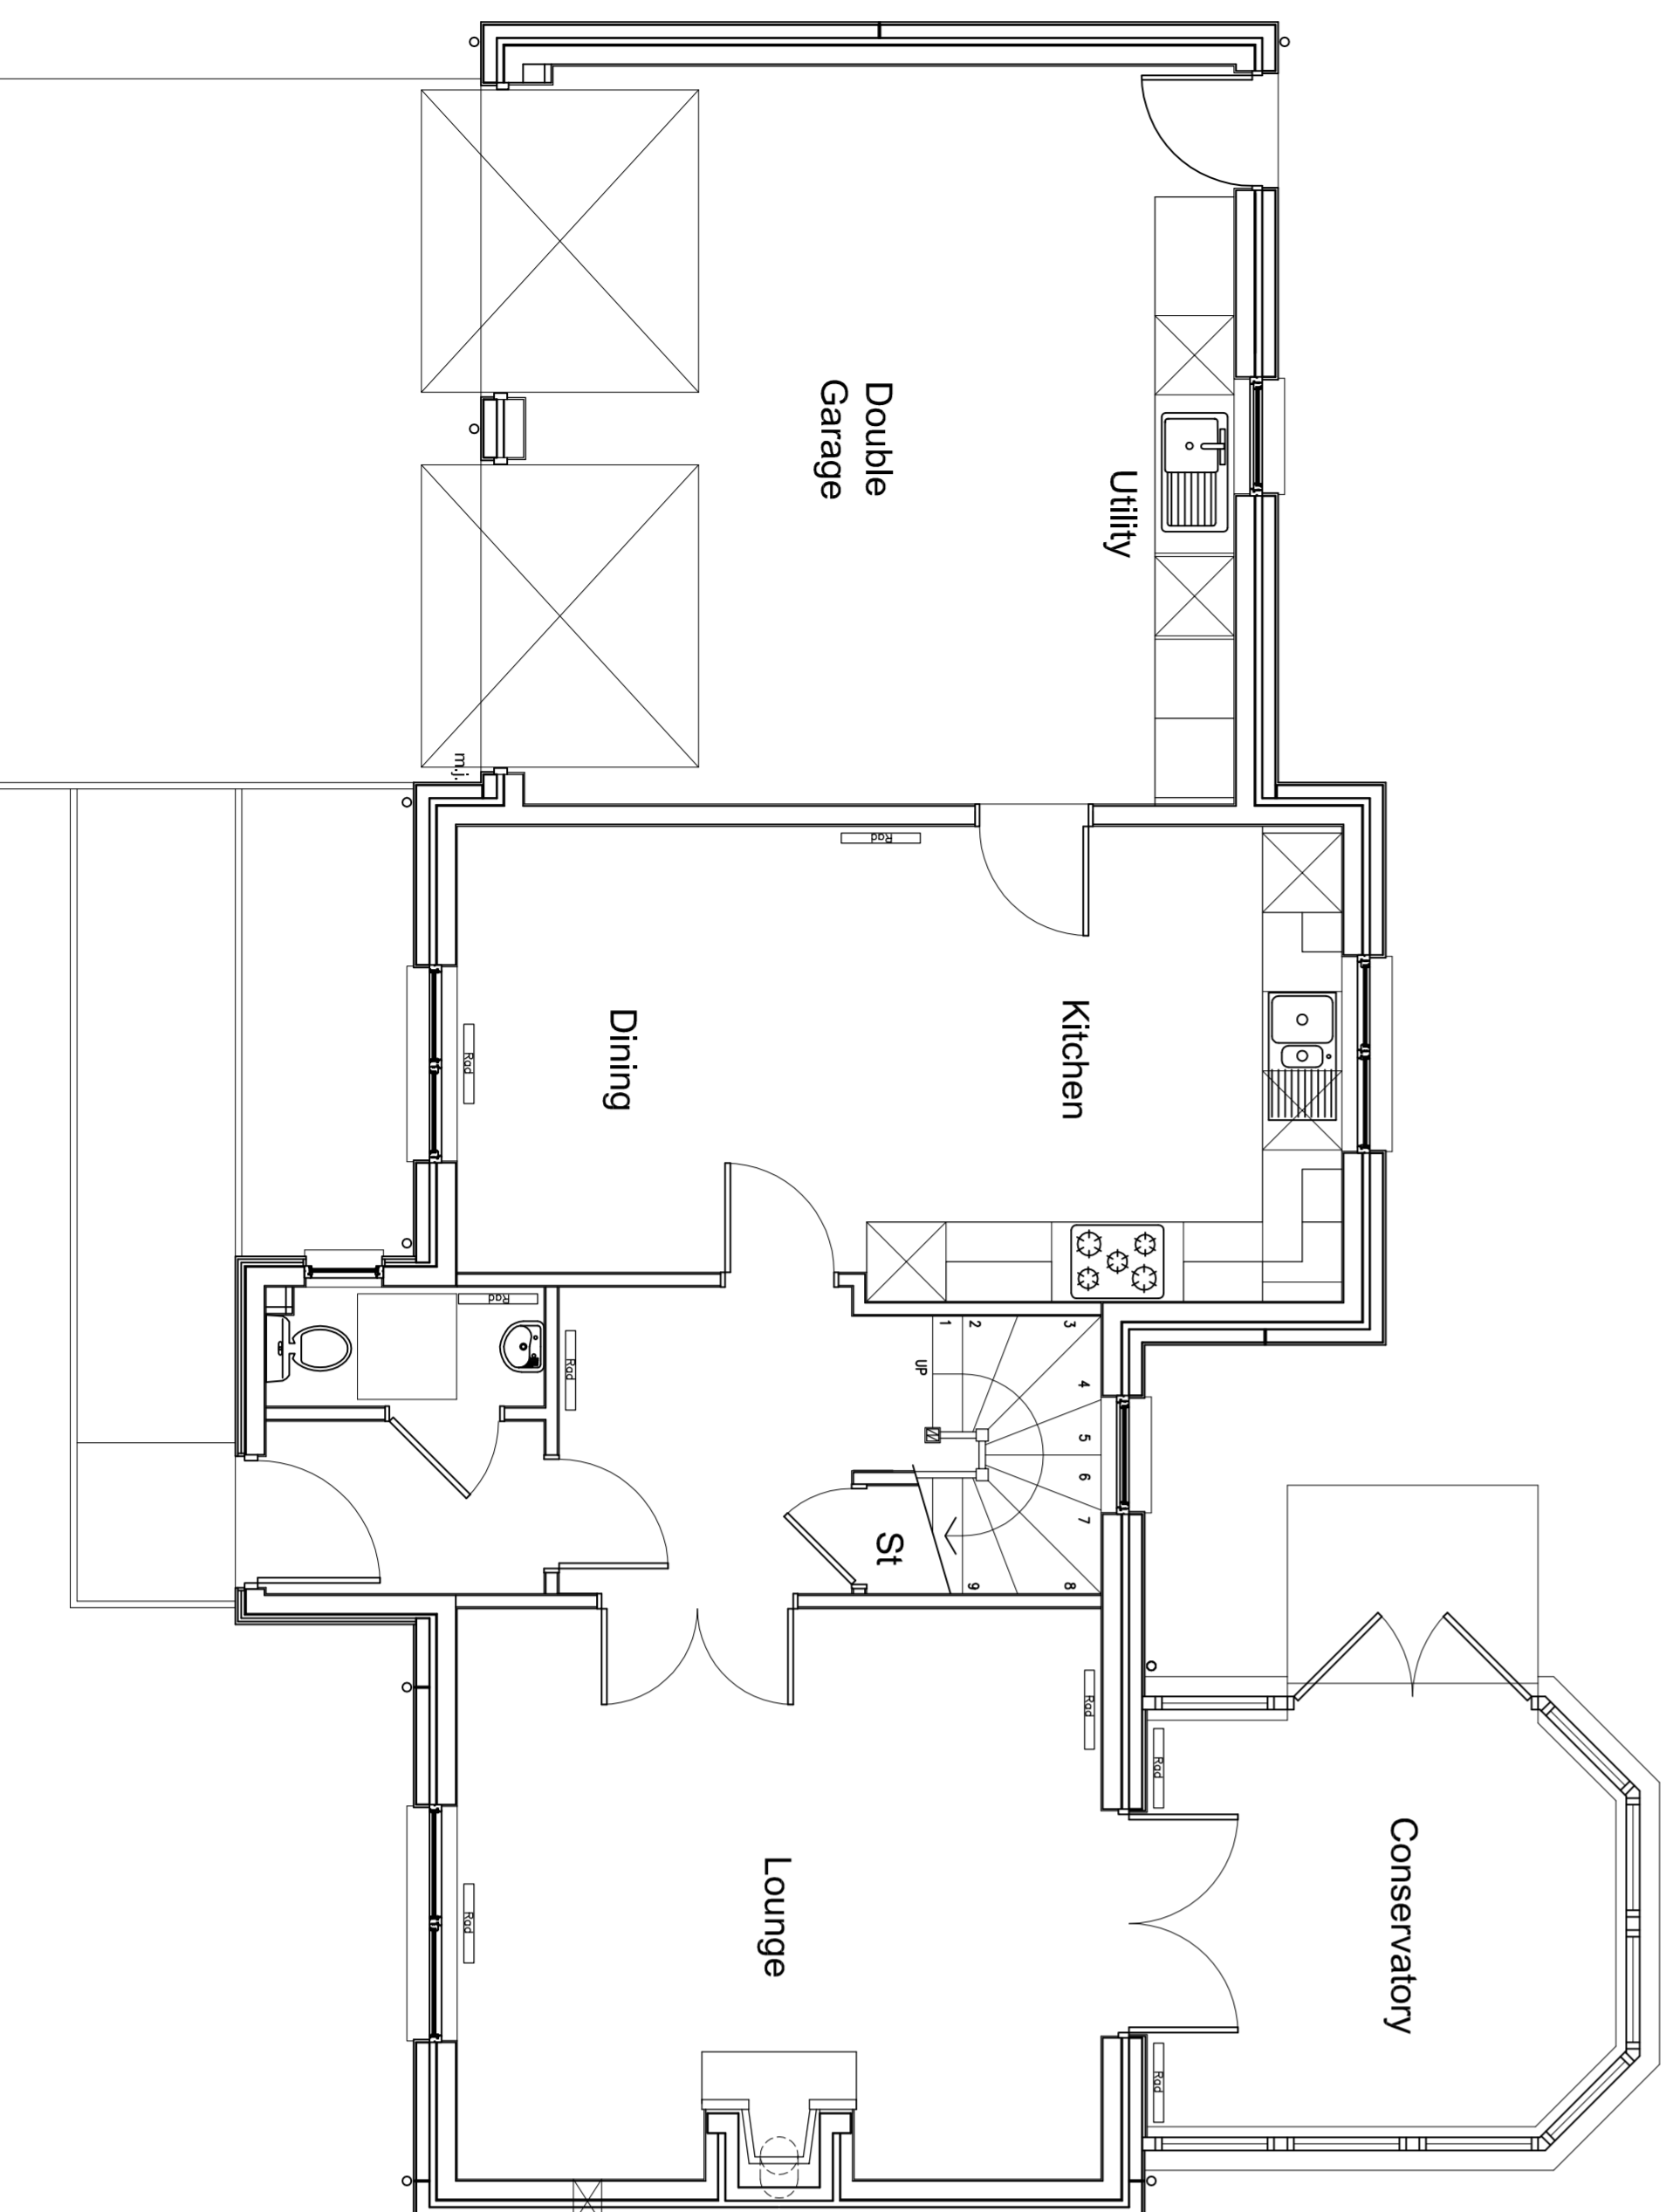 Double
Garage
Utility
m.j.
Rad
Kitchen
Dining
Rad
Rad
Rad
UP
1
2
3
4
5
6
7
8
9
St
Rad
Rad
Conservatory
Lounge
Rad
Rad